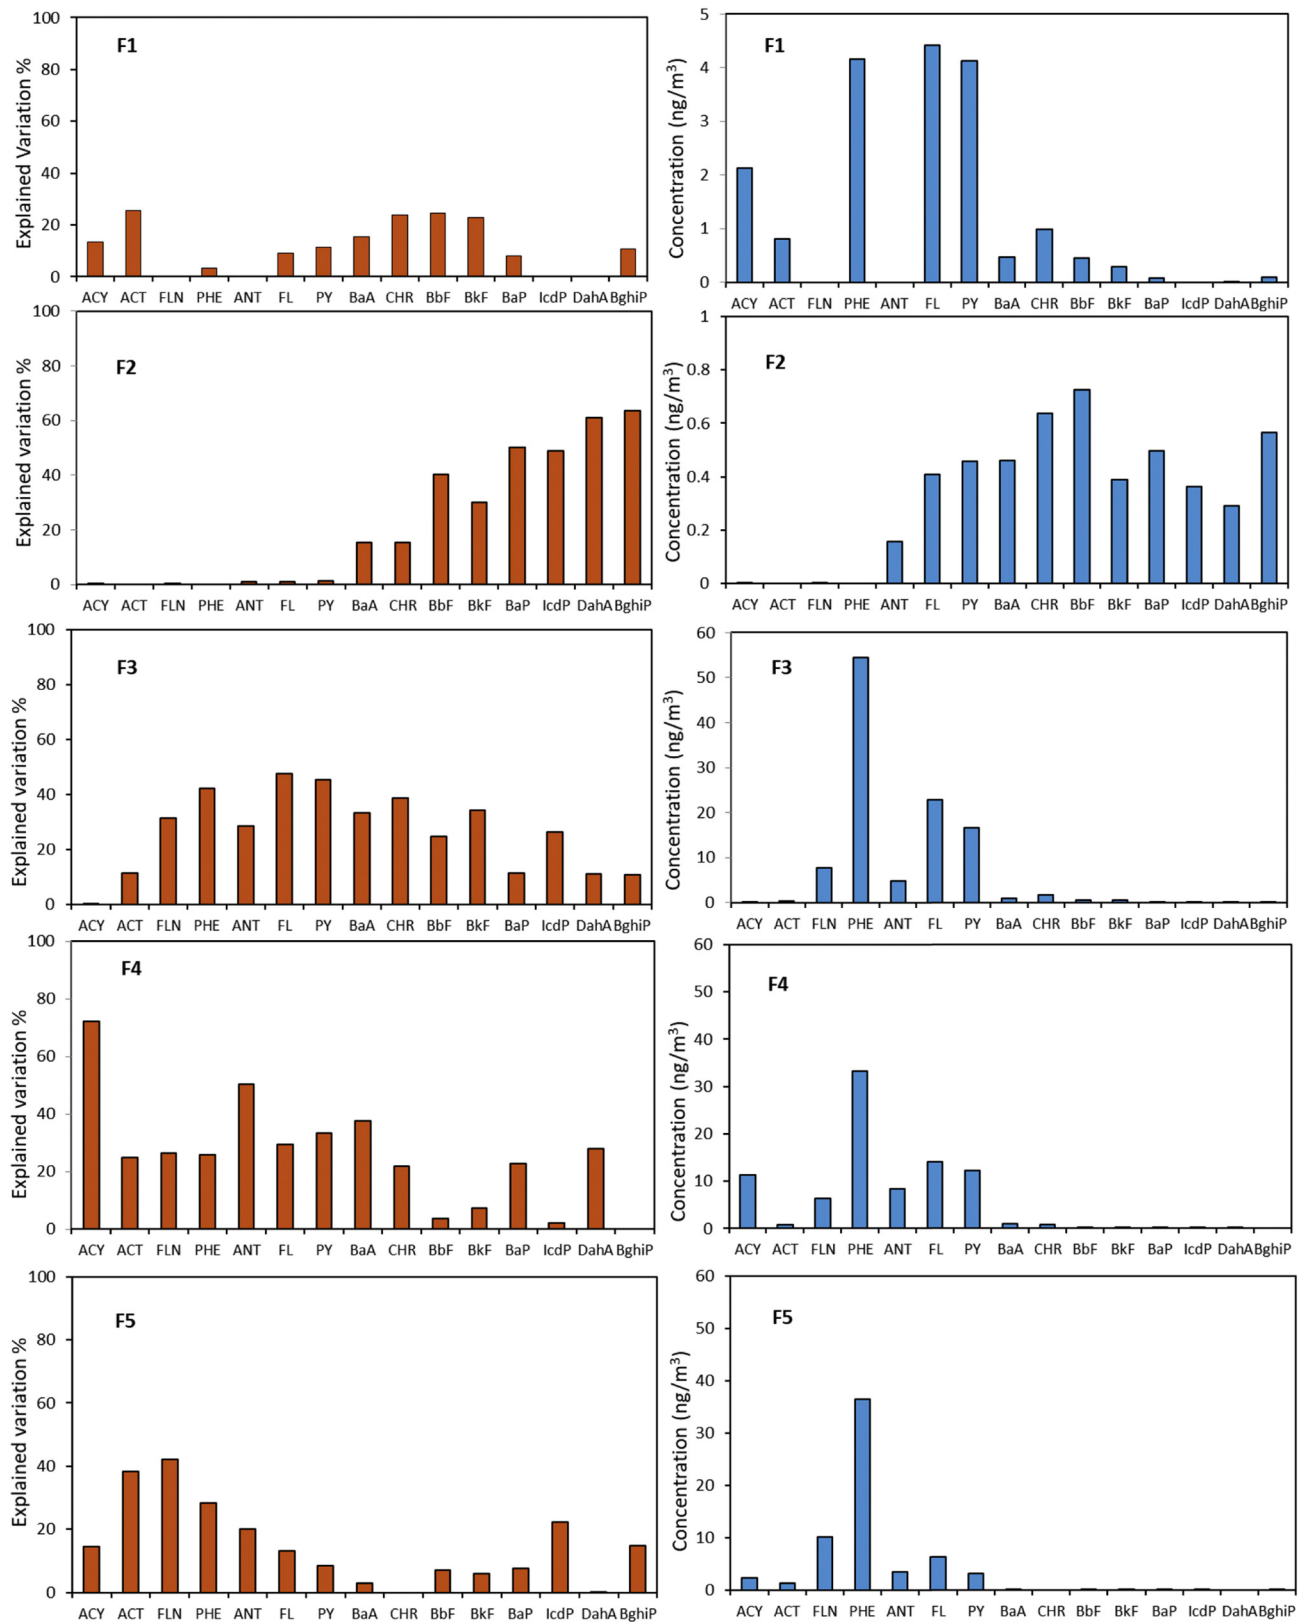 F1
Explained Variation %
100
80
60
40
20
0
ACY ACT FLN PHE ANT FL PY BaA CHR BbF BkF BaP IcdP DahA BghiP
F1
Concentration (ng/m³)
5
4
3
2
1
0
ACY ACT FLN PHE ANT FL PY BaA CHR BbF BkF BaP IcdP DahA BghiP
F2
Explained variation %
100
80
60
40
20
0
ACY ACT FLN PHE ANT FL PY BaA CHR BbF BkF BaP IcdP DahA BghiP
F2
Concentration (ng/m³)
1
0.8
0.6
0.4
0.2
0
ACY ACT FLN PHE ANT FL PY BaA CHR BbF BkF BaP IcdP DahA BghiP
F3
Explained variation %
100
80
60
40
20
0
ACY ACT FLN PHE ANT FL PY BaA CHR BbF BkF BaP IcdP DahA BghiP
F3
Concentration (ng/m³)
60
50
40
30
20
10
0
ACY ACT FLN PHE ANT FL PY BaA CHR BbF BkF BaP IcdP DahA BghiP
F4
Explained variation %
100
80
60
40
20
0
ACY ACT FLN PHE ANT FL PY BaA CHR BbF BkF BaP IcdP DahA BghiP
F4
Concentration (ng/m³)
60
50
40
30
20
10
0
ACY ACT FLN PHE ANT FL PY BaA CHR BbF BkF BaP IcdP DahA BghiP
F5
Explained variation %
100
80
60
40
20
0
ACY ACT FLN PHE ANT FL PY BaA CHR BbF BkF BaP IcdP DahA BghiP
F5
Concentration (ng/m³)
60
50
40
30
20
10
0
ACY ACT FLN PHE ANT FL PY BaA CHR BbF BkF BaP IcdP DahA BghiP